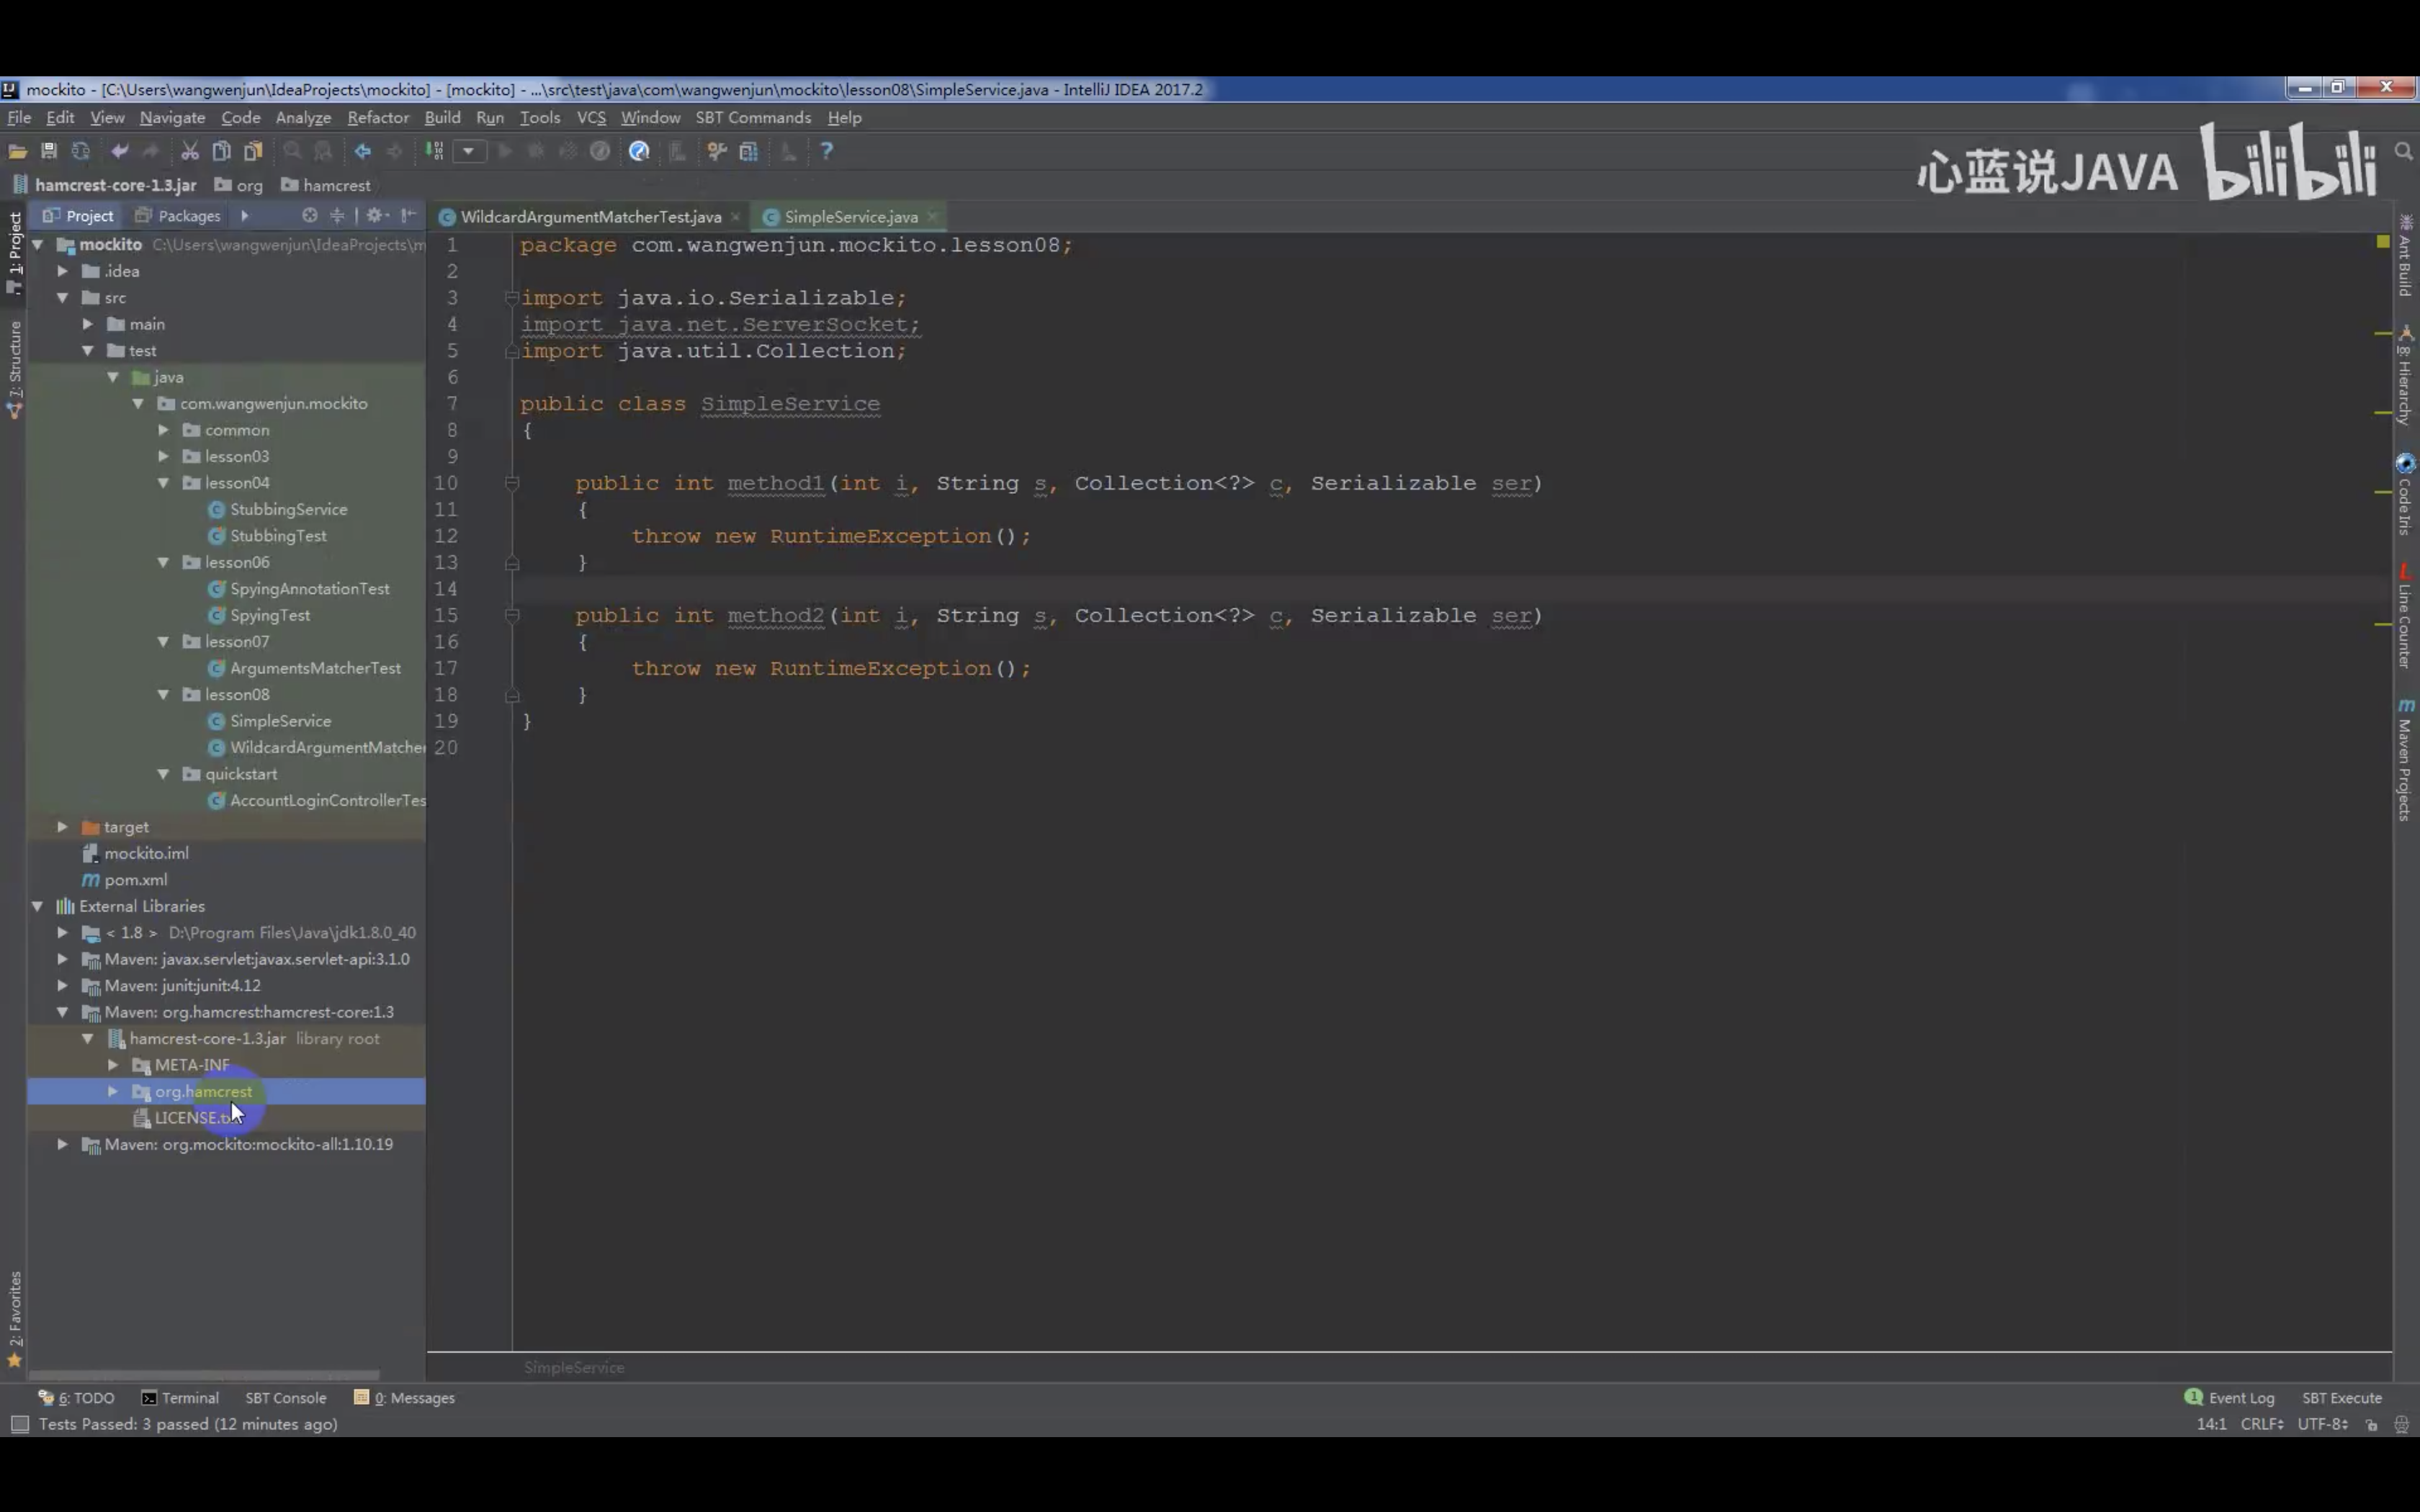 mockito - [C:\Users\wangwenjun\IdeaProjects\mockito] - [mockito] - ...\src\test\java\com\wangwenjun\mockito\lesson08\SimpleService.java - IntelliJ IDEA 2017.2
File Edit View Navigate Code Analyze Refactor Build Run Tools VCS Window SBT Commands Help
心蓝说JAVA bilibili
hamcrest-core-1.3.jar org hamcrest
Project Packages
WildcardArgumentMatcherTest.java SimpleService.java
1: Project
7: Structure
2: Favorites
mockito C:\Users\wangwenjun\IdeaProjects\m
.idea
src
main
test
java
com.wangwenjun.mockito
common
lesson03
lesson04
StubbingService
StubbingTest
lesson06
SpyingAnnotationTest
SpyingTest
lesson07
ArgumentsMatcherTest
lesson08
SimpleService
WildcardArgumentMatcher
quickstart
AccountLoginControllerTes
target
mockito.iml
pom.xml
External Libraries
< 1.8 > D:\Program Files\Java\jdk1.8.0_40
Maven: javax.servlet:javax.servlet-api:3.1.0
Maven: junit:junit:4.12
Maven: org.hamcrest:hamcrest-core:1.3
hamcrest-core-1.3.jar library root
META-INF
org.hamcrest
LICENSE.
Maven: org.mockito:mockito-all:1.10.19
1 package com.wangwenjun.mockito.lesson08;
2
3 import java.io.Serializable;
4 import java.net.ServerSocket;
5 import java.util.Collection;
6
7 public class SimpleService
8 {
9
10 public int method1(int i, String s, Collection<?> c, Serializable ser)
11 {
12 throw new RuntimeException();
13 }
14
15 public int method2(int i, String s, Collection<?> c, Serializable ser)
16 {
17 throw new RuntimeException();
18 }
19 }
20
SimpleService
Ant Build
8: Hierarchy
Code Iris
Line Counter
Maven Projects
6: TODO Terminal SBT Console 0: Messages
1 Event Log SBT Execute
Tests Passed: 3 passed (12 minutes ago)
14:1 CRLF UTF-8